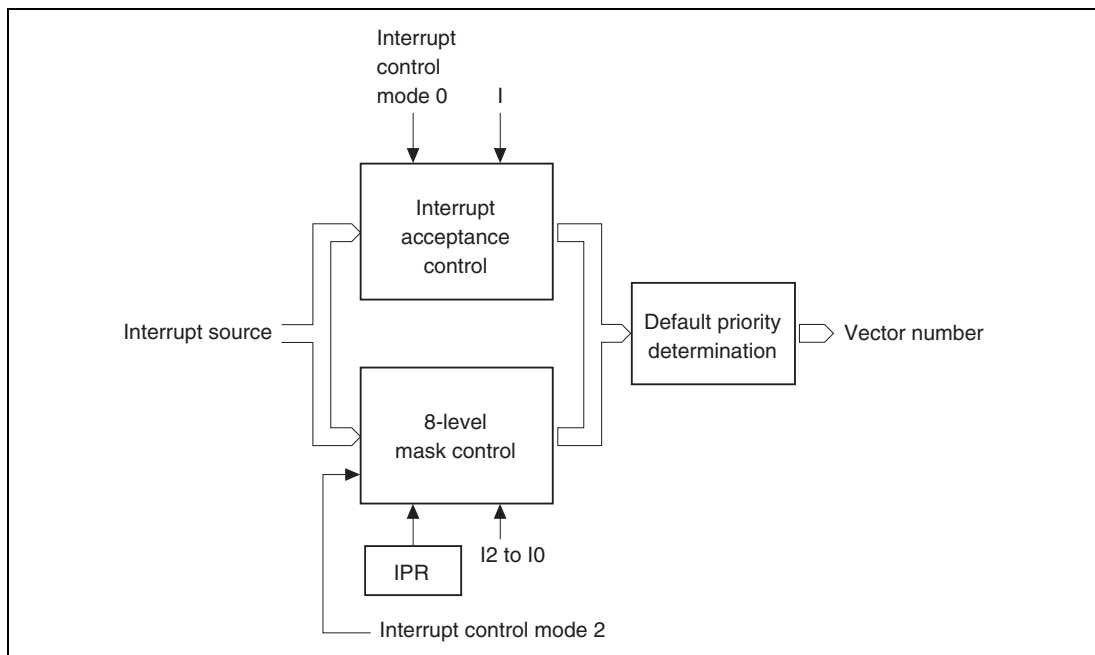 Interrupt
control
mode 0
I
Interrupt
acceptance
control
Interrupt source
Default priority
determination
Vector number
8-level
mask control
IPR
I2 to I0
Interrupt control mode 2